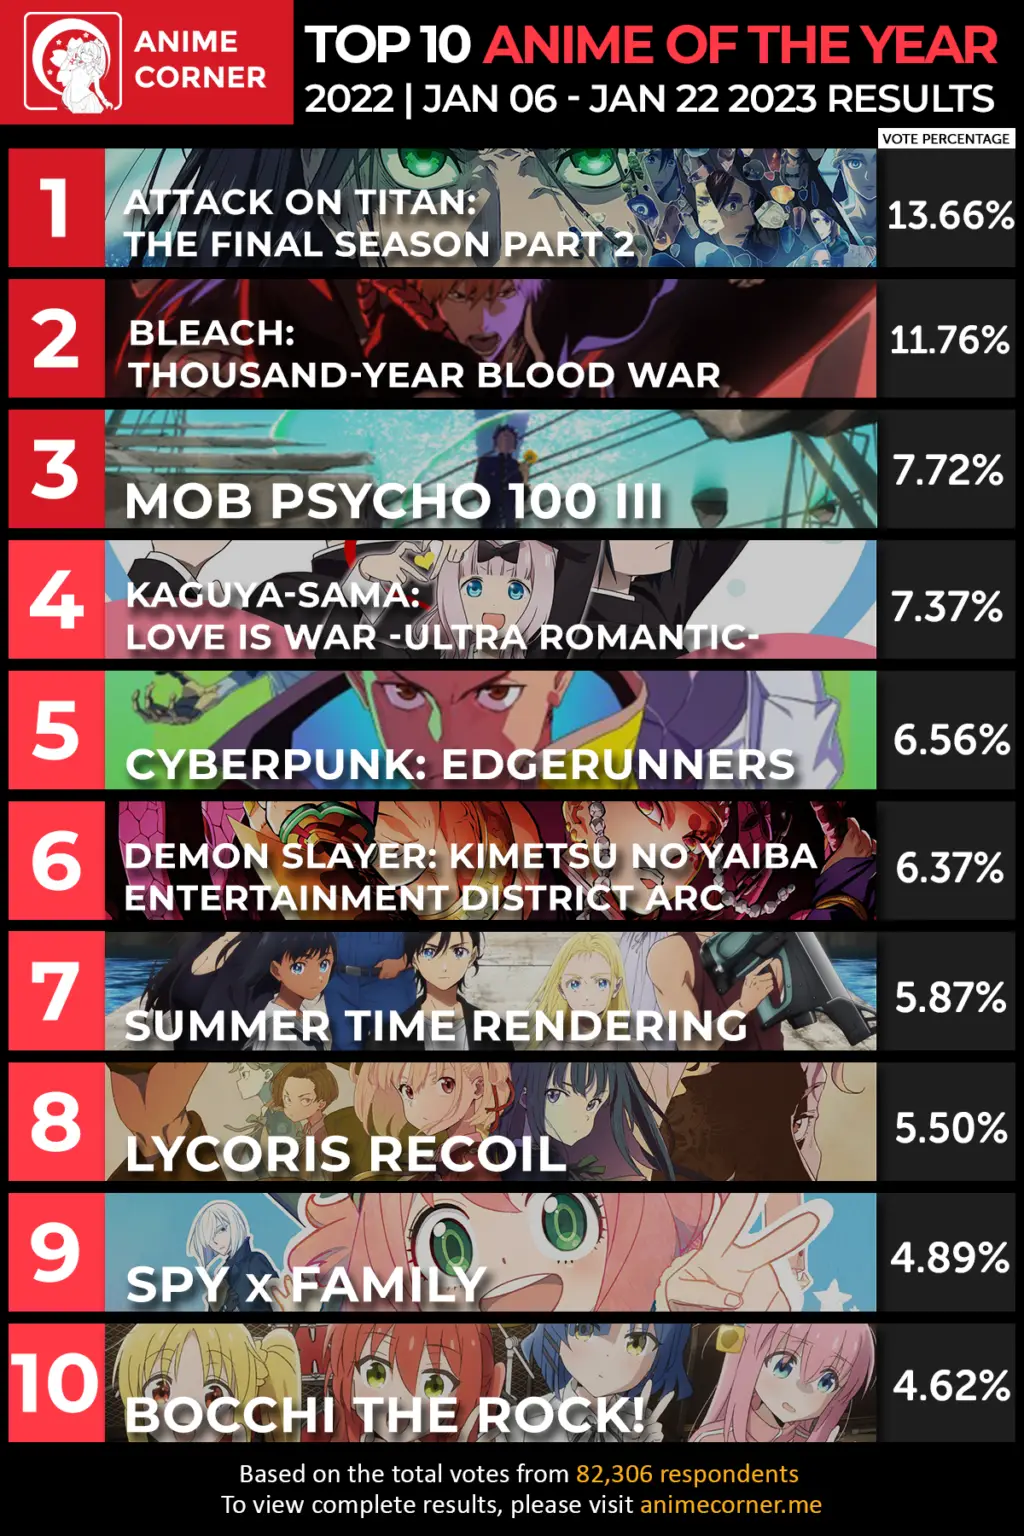 ANIME
CORNER
TOP 10 ANIME OF THE YEAR
2022 | JAN 06 - JAN 22 2023 RESULTS
VOTE PERCENTAGE
1
ATTACK ON TITAN:
THE FINAL SEASON PART 2
13.66%
2
BLEACH:
THOUSAND-YEAR BLOOD WAR
11.76%
3
MOB PSYCHO 100 III
7.72%
4
KAGUYA-SAMA:
LOVE IS WAR -ULTRA ROMANTIC-
7.37%
5
CYBERPUNK: EDGERUNNERS
6.56%
6
DEMON SLAYER: KIMETSU NO YAIBA
ENTERTAINMENT DISTRICT ARC
6.37%
7
SUMMER TIME RENDERING
5.87%
8
LYCORIS RECOIL
5.50%
9
SPY x FAMILY
4.89%
10
BOCCHI THE ROCK!
4.62%
Based on the total votes from 82,306 respondents
To view complete results, please visit animecorner.me